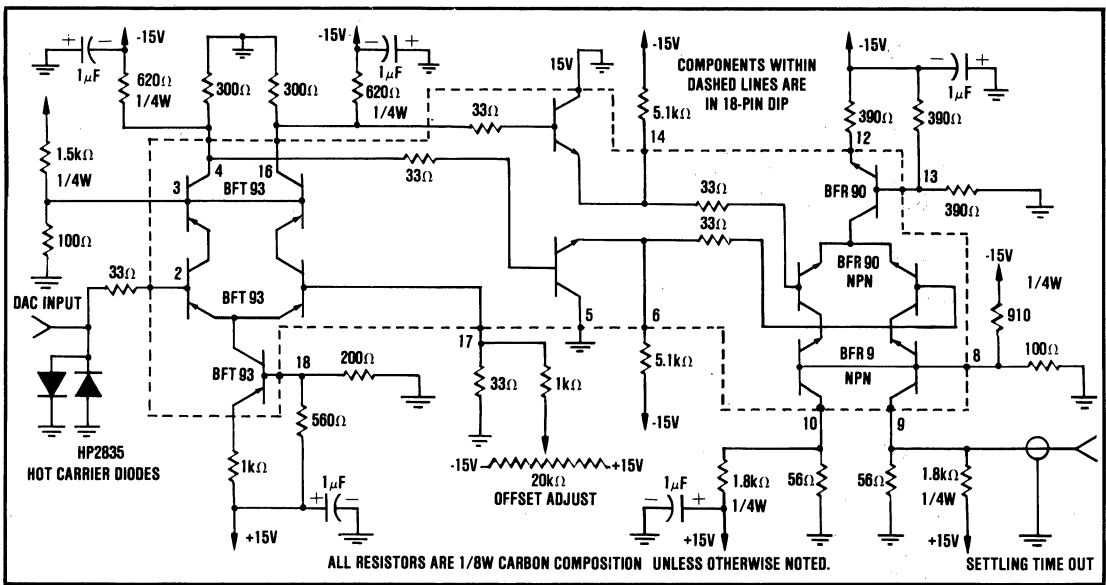 -15V
+ −
1µF
620Ω
1/4W
300Ω
300Ω
-15V
− +
1µF
620Ω
1/4W
15V
-15V
COMPONENTS WITHIN
DASHED LINES ARE
IN 18-PIN DIP
-15V
− +
1µF
33Ω
5.1kΩ
14
390Ω
12
390Ω
1.5kΩ
1/4W
4
16
3
BFT 93
33Ω
33Ω
BFR 90
13
390Ω
100Ω
33Ω
2
33Ω
BFT 93
BFR 90
NPN
-15V
1/4W
910
DAC INPUT
5
6
17
BFT 93
18
200Ω
33Ω
1kΩ
5.1kΩ
BFR 9
NPN
8
100Ω
560Ω
-15V
10
9
HP2835
HOT CARRIER DIODES
1kΩ
-15V
+15V
20kΩ
OFFSET ADJUST
1µF
+ −
+15V
1µF
− +
1.8kΩ
1/4W
56Ω
56Ω
1.8kΩ
1/4W
+15V
+15V
SETTLING TIME OUT
ALL RESISTORS ARE 1/8W CARBON COMPOSITION UNLESS OTHERWISE NOTED.